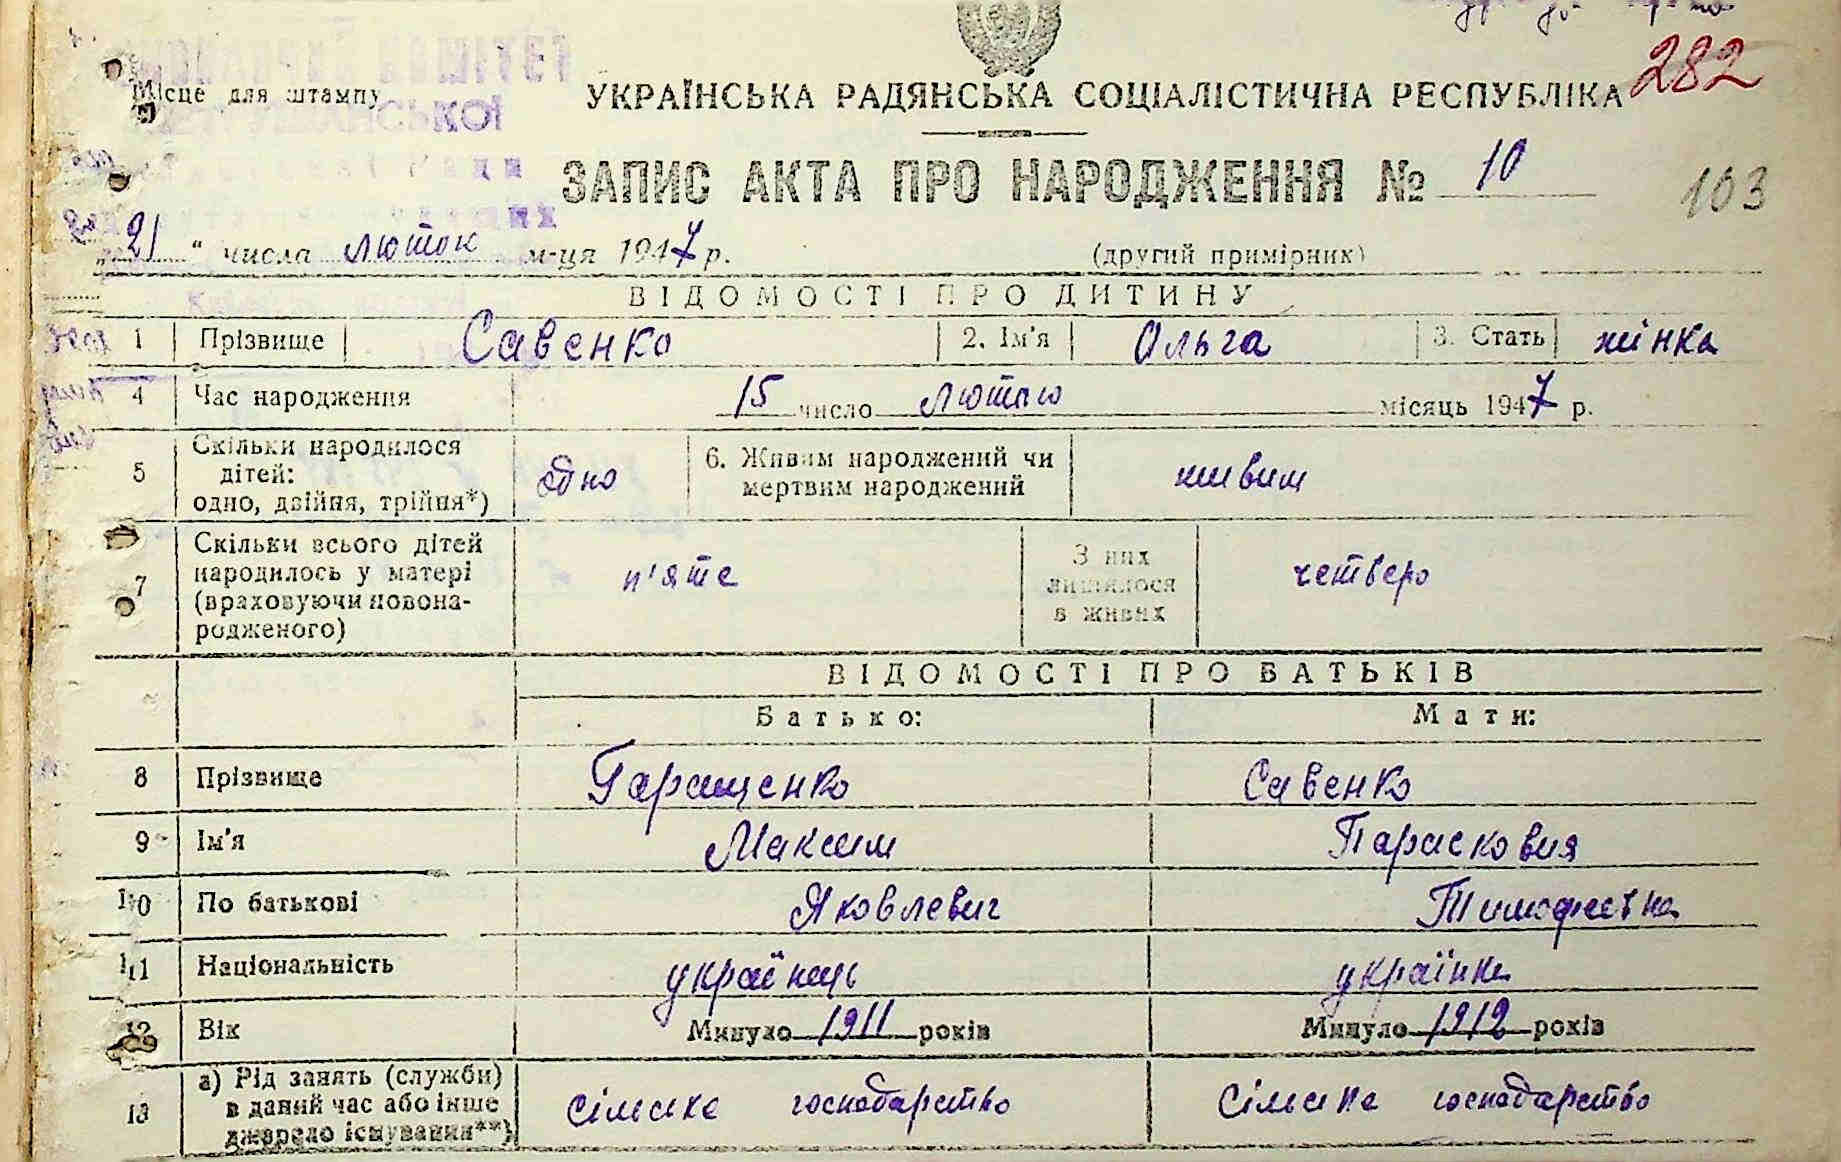 282
Місце для штампу
УКРАЇНСЬКА РАДЯНСЬКА СОЦІАЛІСТИЧНА РЕСПУБЛІКА
ЗАПИС АКТА ПРО НАРОДЖЕННЯ № 10
103
„21“ числа люток м-ця 1947 р. (другий примірник)
ВІДОМОСТІ ПРО ДИТИНУ
1 Прізвище Савенко 2. Ім'я Ольга 3. Стать жінка
4 Час народження 15 число лютого місяць 1947 р.
5 Скільки народилося дітей: одно, двійня, трійня*) одно 6. Живим народжений чи мертвим народжений живим
7 Скільки всього дітей народилось у матері (враховуючи новонародженого) п'яте З них лишилося в живих четверо
ВІДОМОСТІ ПРО БАТЬКІВ
Батько: Мати:
8 Прізвище Гаращенко Савенко
9 Ім'я Максим Парасковия
10 По батькові Яковлевич Тимофеевна
11 Національність українець українка
12 Вік Минуло 1911 років Минуло 1912 років
13 а) Рід занять (служби) в даний час або інше джерело існування**) сільське господарство сільське господарство